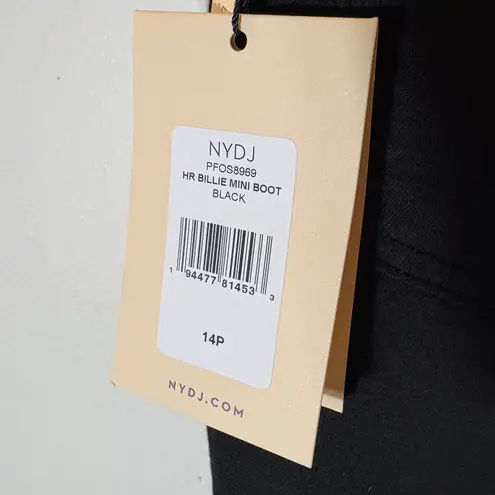 NYDJ
PFOS8969
HR BILLIE MINI BOOT
BLACK
1 94477 81453 3
14P
NYDJ.COM